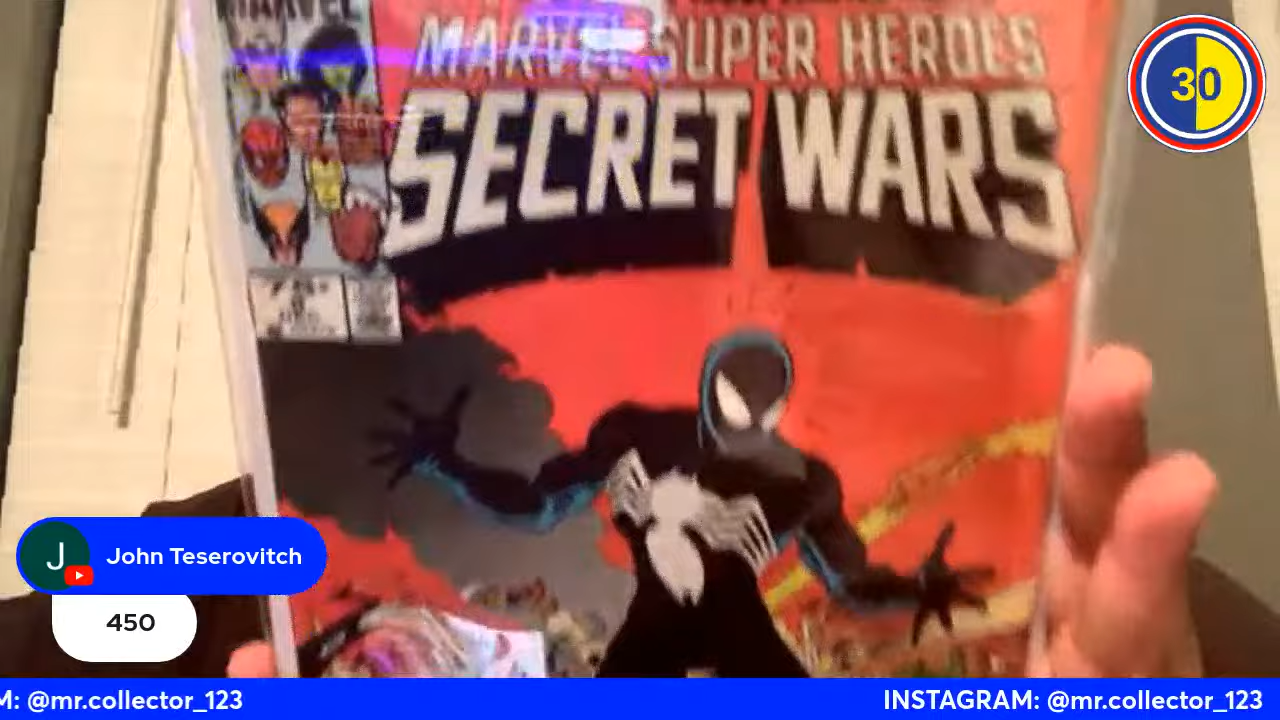 MARVEL
MARVEL SUPER HEROES
SECRET WARS
30
J
John Teserovitch
450
M: @mr.collector_123
INSTAGRAM: @mr.collector_123